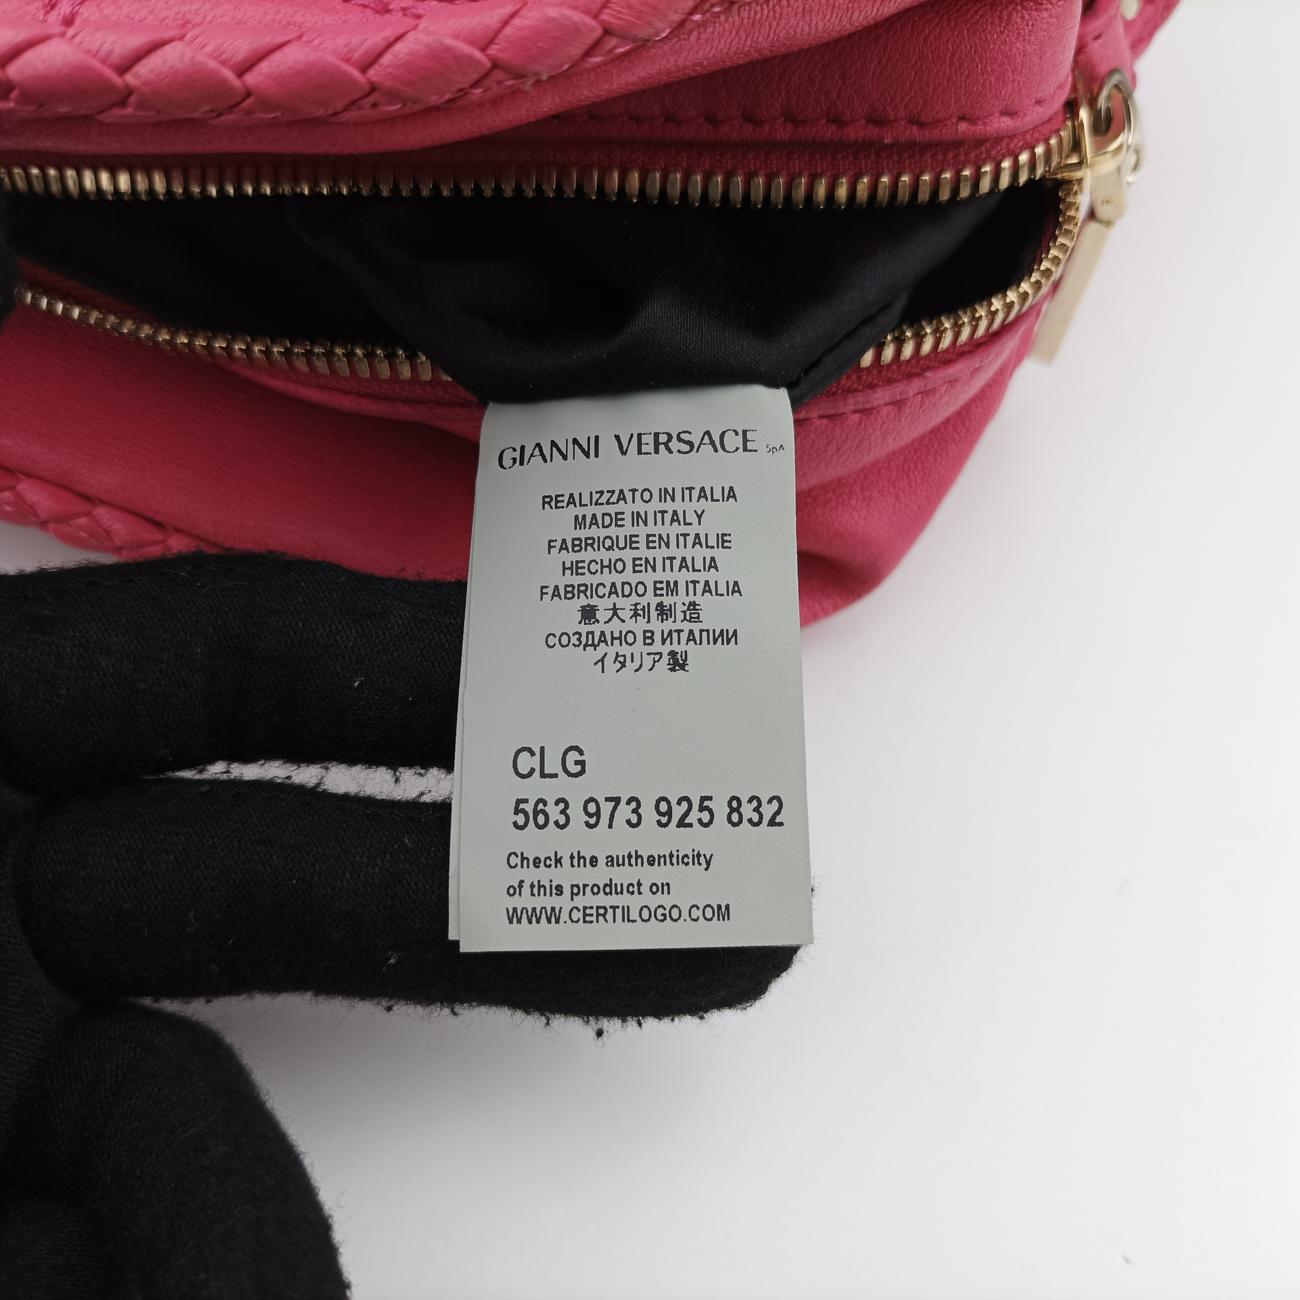 GIANNI VERSACE SpA
REALIZZATO IN ITALIA
MADE IN ITALY
FABRIQUE EN ITALIE
HECHO EN ITALIA
FABRICADO EM ITALIA
意大利制造
СОЗДАНО В ИТАЛИИ
イタリア製
CLG
563 973 925 832
Check the authenticity
of this product on
WWW.CERTILOGO.COM